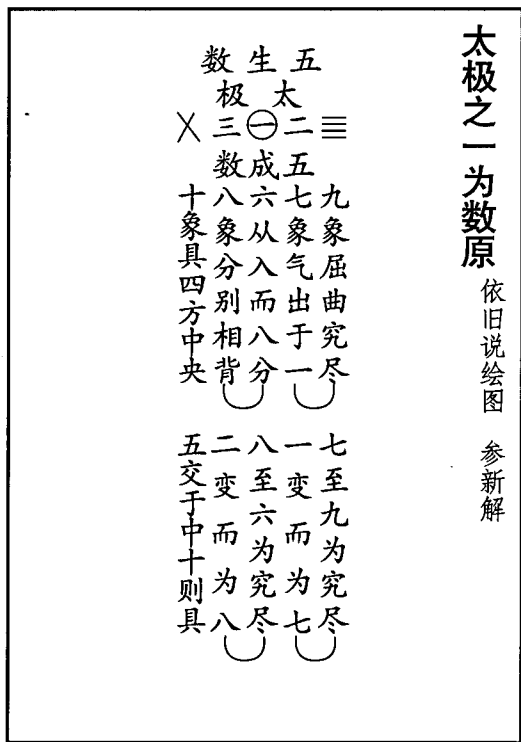 太极之一为数原
依旧说绘图　参新解
五生数
太极
亖二㊀三╳
五成数
九象屈曲究尽
七象气出于一
六从入而八分
八象分别相背
十象具四方中央
七至九为究尽
一变而为七
八至六为究尽
二变而为八
五交于中十则具